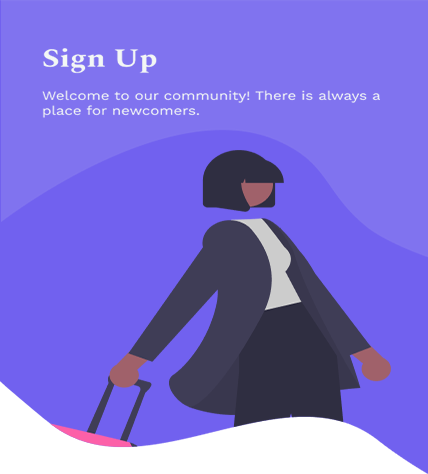 Sign Up
Welcome to our community! There is always a
place for newcomers.